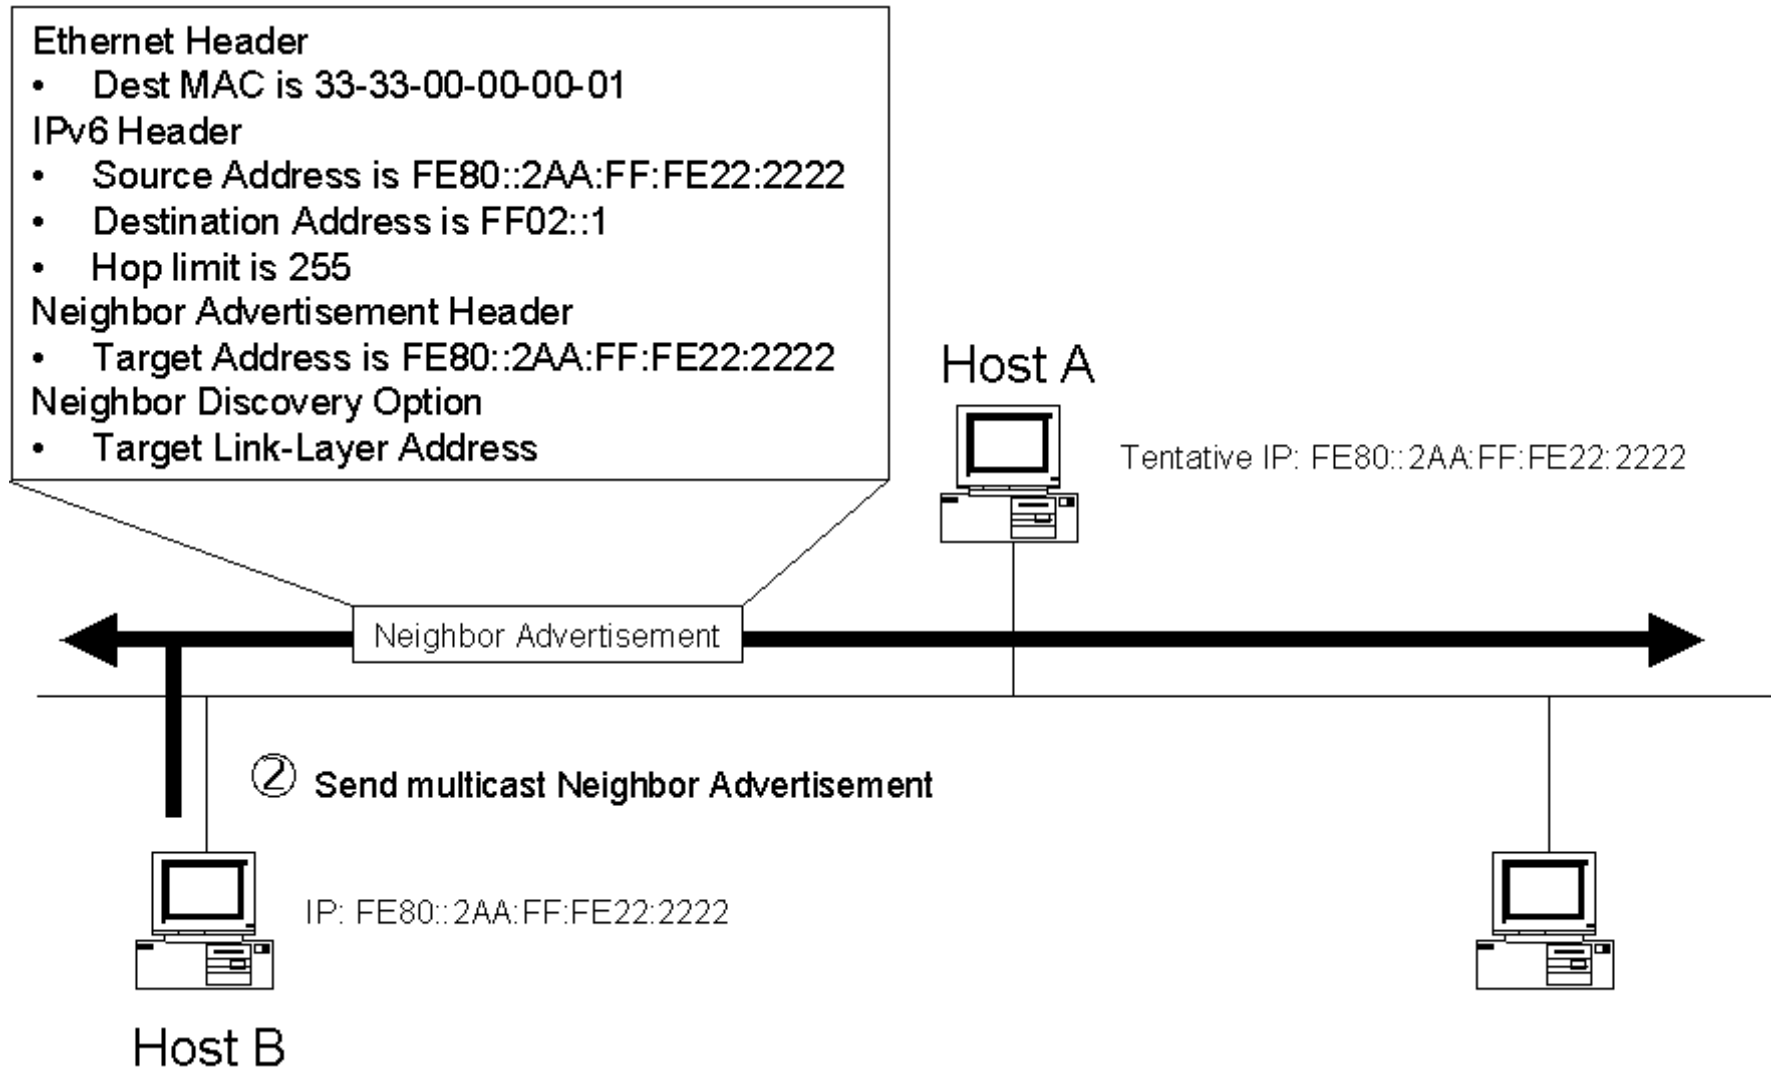 Ethernet Header
• Dest MAC is 33-33-00-00-00-01
IPv6 Header
• Source Address is FE80::2AA:FF:FE22:2222
• Destination Address is FF02::1
• Hop limit is 255
Neighbor Advertisement Header
• Target Address is FE80::2AA:FF:FE22:2222
Neighbor Discovery Option
• Target Link-Layer Address
Host A
Tentative IP: FE80::2AA:FF:FE22:2222
Neighbor Advertisement
② Send multicast Neighbor Advertisement
IP: FE80::2AA:FF:FE22:2222
Host B